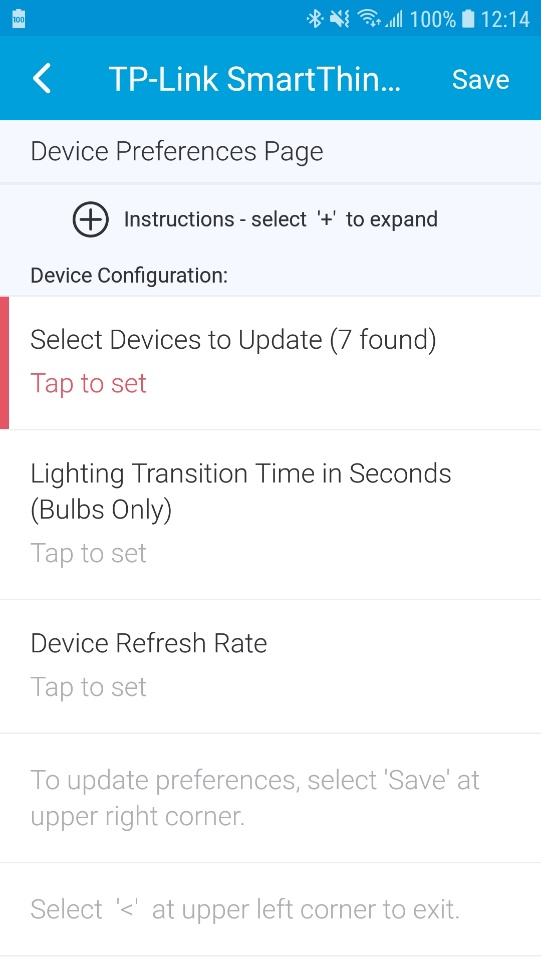 100 100% 12:14
TP-Link SmartThin... Save
Device Preferences Page
Instructions - select '+' to expand
Device Configuration:
Select Devices to Update (7 found)
Tap to set
Lighting Transition Time in Seconds
(Bulbs Only)
Tap to set
Device Refresh Rate
Tap to set
To update preferences, select 'Save' at
upper right corner.
Select '<' at upper left corner to exit.